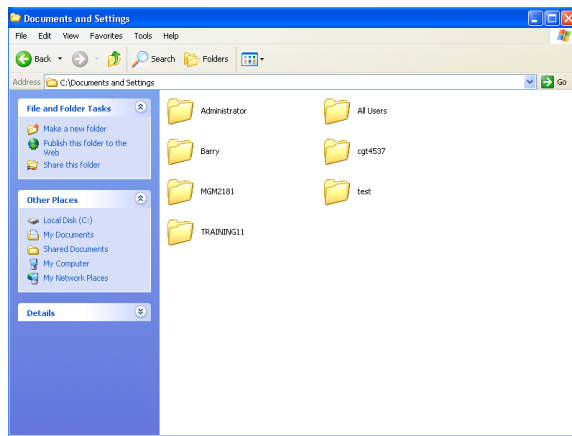 Documents and Settings
File Edit View Favorites Tools Help
Back Search Folders
Address C:\Documents and Settings Go
File and Folder Tasks
Make a new folder
Publish this folder to the
Web
Share this folder
Other Places
Local Disk (C:)
My Documents
Shared Documents
My Computer
My Network Places
Details
Administrator All Users
Barry cgt4537
MGM2181 test
TRAINING11